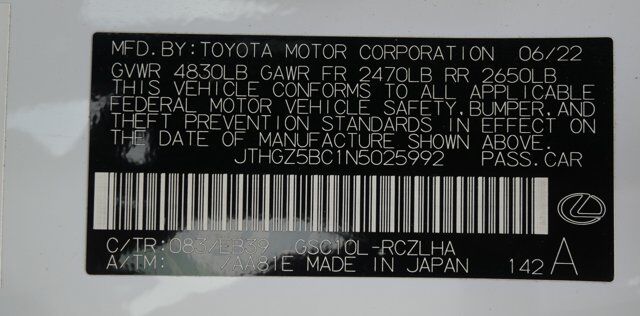 MFD. BY: TOYOTA MOTOR CORPORATION 06/22
GVWR 4830LB GAWR FR 2470LB RR 2650LB
THIS VEHICLE CONFORMS TO ALL APPLICABLE
FEDERAL MOTOR VEHICLE SAFETY, BUMPER, AND
THEFT PREVENTION STANDARDS IN EFFECT ON
THE DATE OF MANUFACTURE SHOWN ABOVE.
JTHGZ5BC1N5025992 PASS.CAR
C/TR: 083/EB39 GSC10L-RCZLHA
A/TM: /AA81E MADE IN JAPAN 142 A